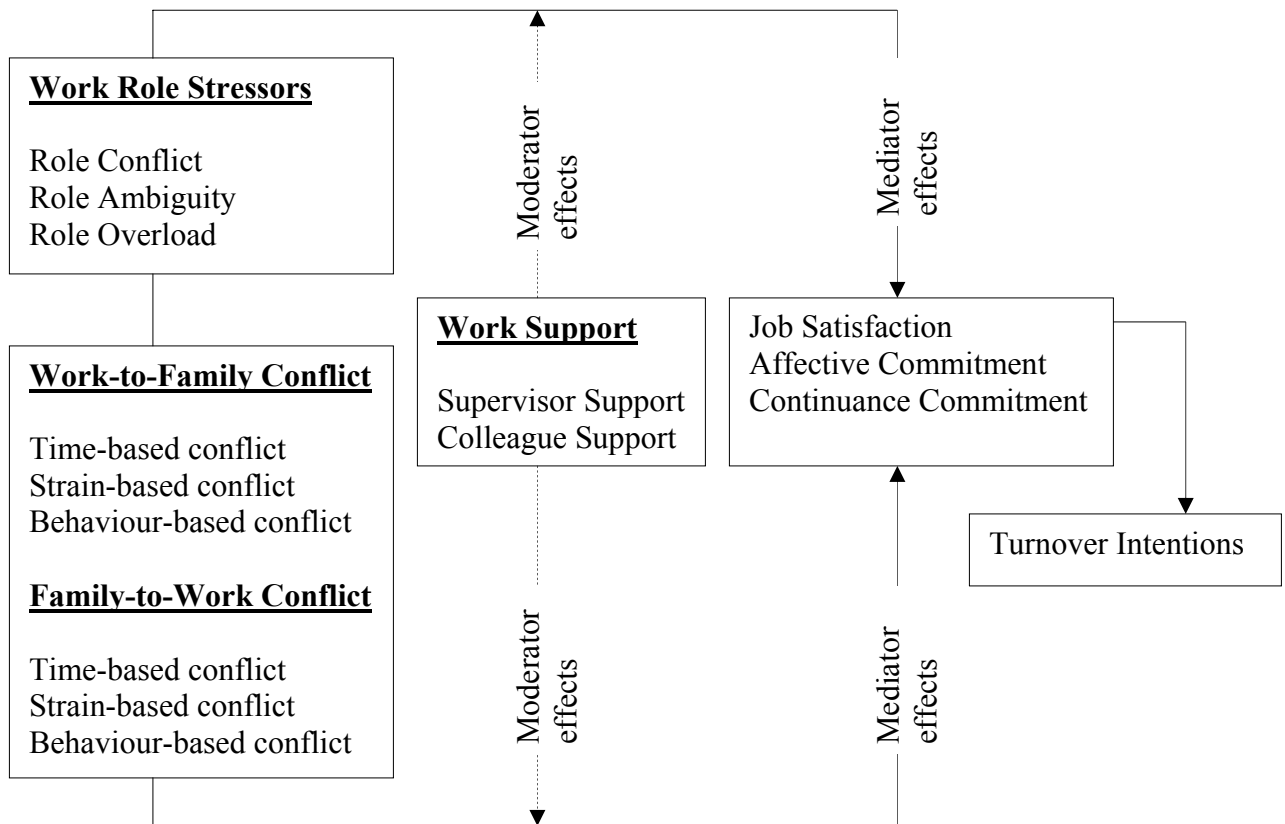 Work Role Stressors
Role Conflict
Role Ambiguity
Role Overload
Work-to-Family Conflict
Time-based conflict
Strain-based conflict
Behaviour-based conflict
Family-to-Work Conflict
Time-based conflict
Strain-based conflict
Behaviour-based conflict
Moderator
effects
Work Support
Supervisor Support
Colleague Support
Moderator
effects
Mediator
effects
Job Satisfaction
Affective Commitment
Continuance Commitment
Mediator
effects
Turnover Intentions